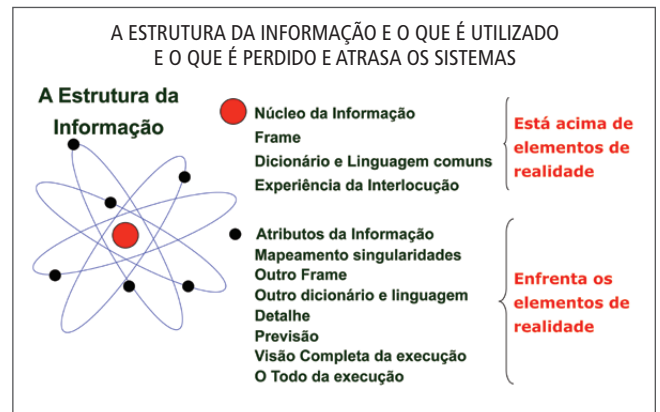 A ESTRUTURA DA INFORMAÇÃO E O QUE É UTILIZADO
E O QUE É PERDIDO E ATRASA OS SISTEMAS
A Estrutura da
Informação
Núcleo da Informação
Frame
Dicionário e Linguagem comuns
Experiência da Interlocução
Está acima de
elementos de
realidade
Atributos da Informação
Mapeamento singularidades
Outro Frame
Outro dicionário e linguagem
Detalhe
Previsão
Visão Completa da execução
O Todo da execução
Enfrenta os
elementos de
realidade